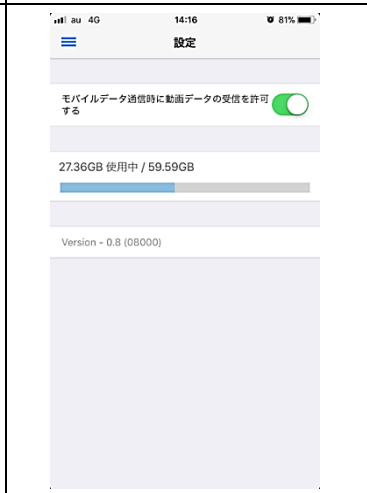 au 4G 14:16 81%
設定
モバイルデータ通信時に動画データの受信を許可
する
27.36GB 使用中 / 59.59GB
Version - 0.8 (08000)